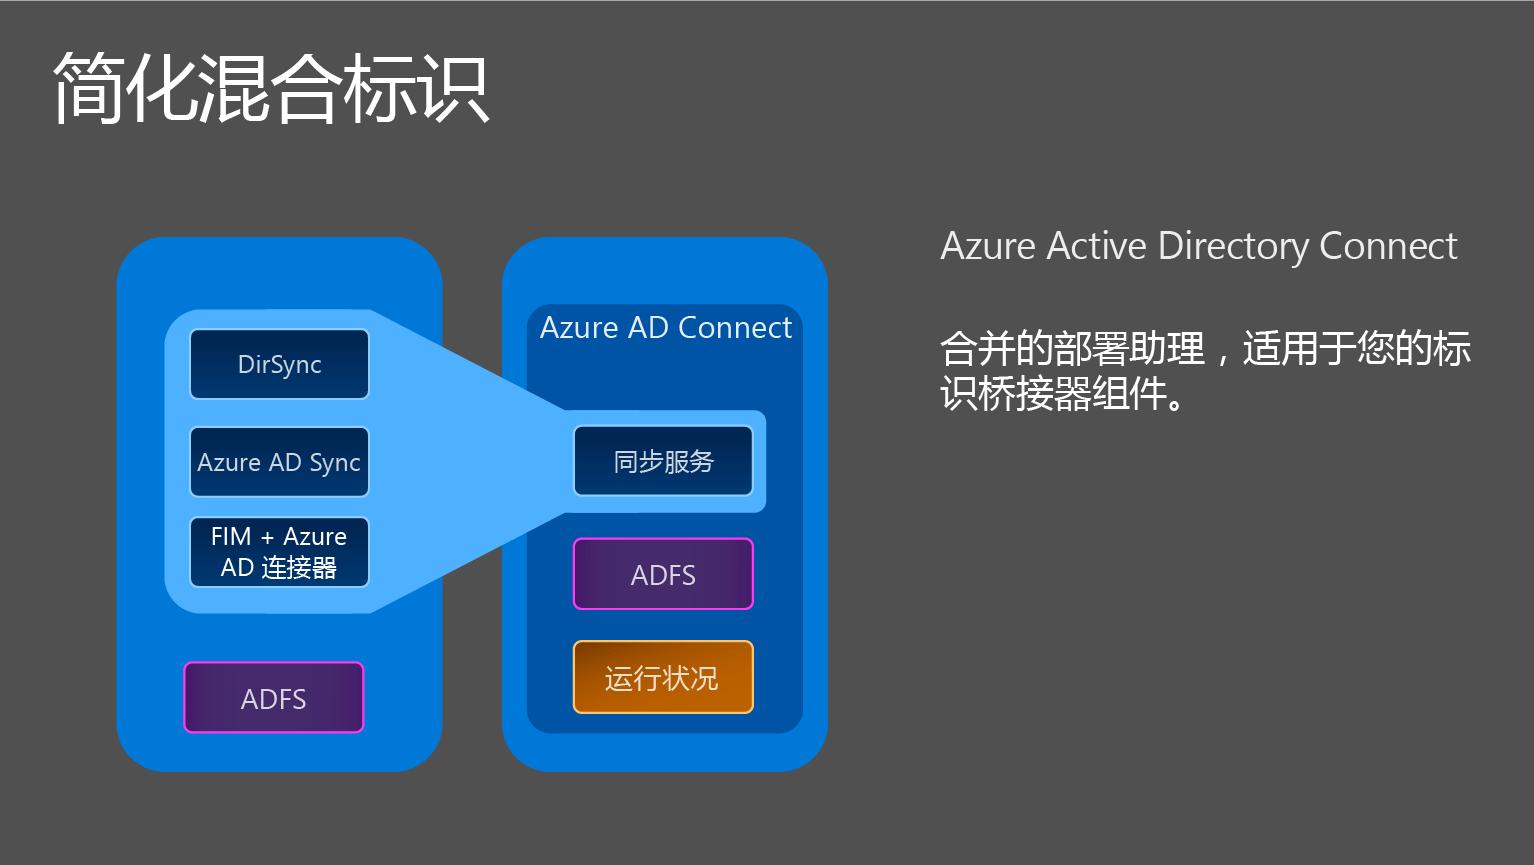 简化混合标识
DirSync
Azure AD Sync
FIM + Azure
AD 连接器
ADFS
Azure AD Connect
同步服务
ADFS
运行状况
Azure Active Directory Connect
合并的部署助理，适用于您的标
识桥接器组件。